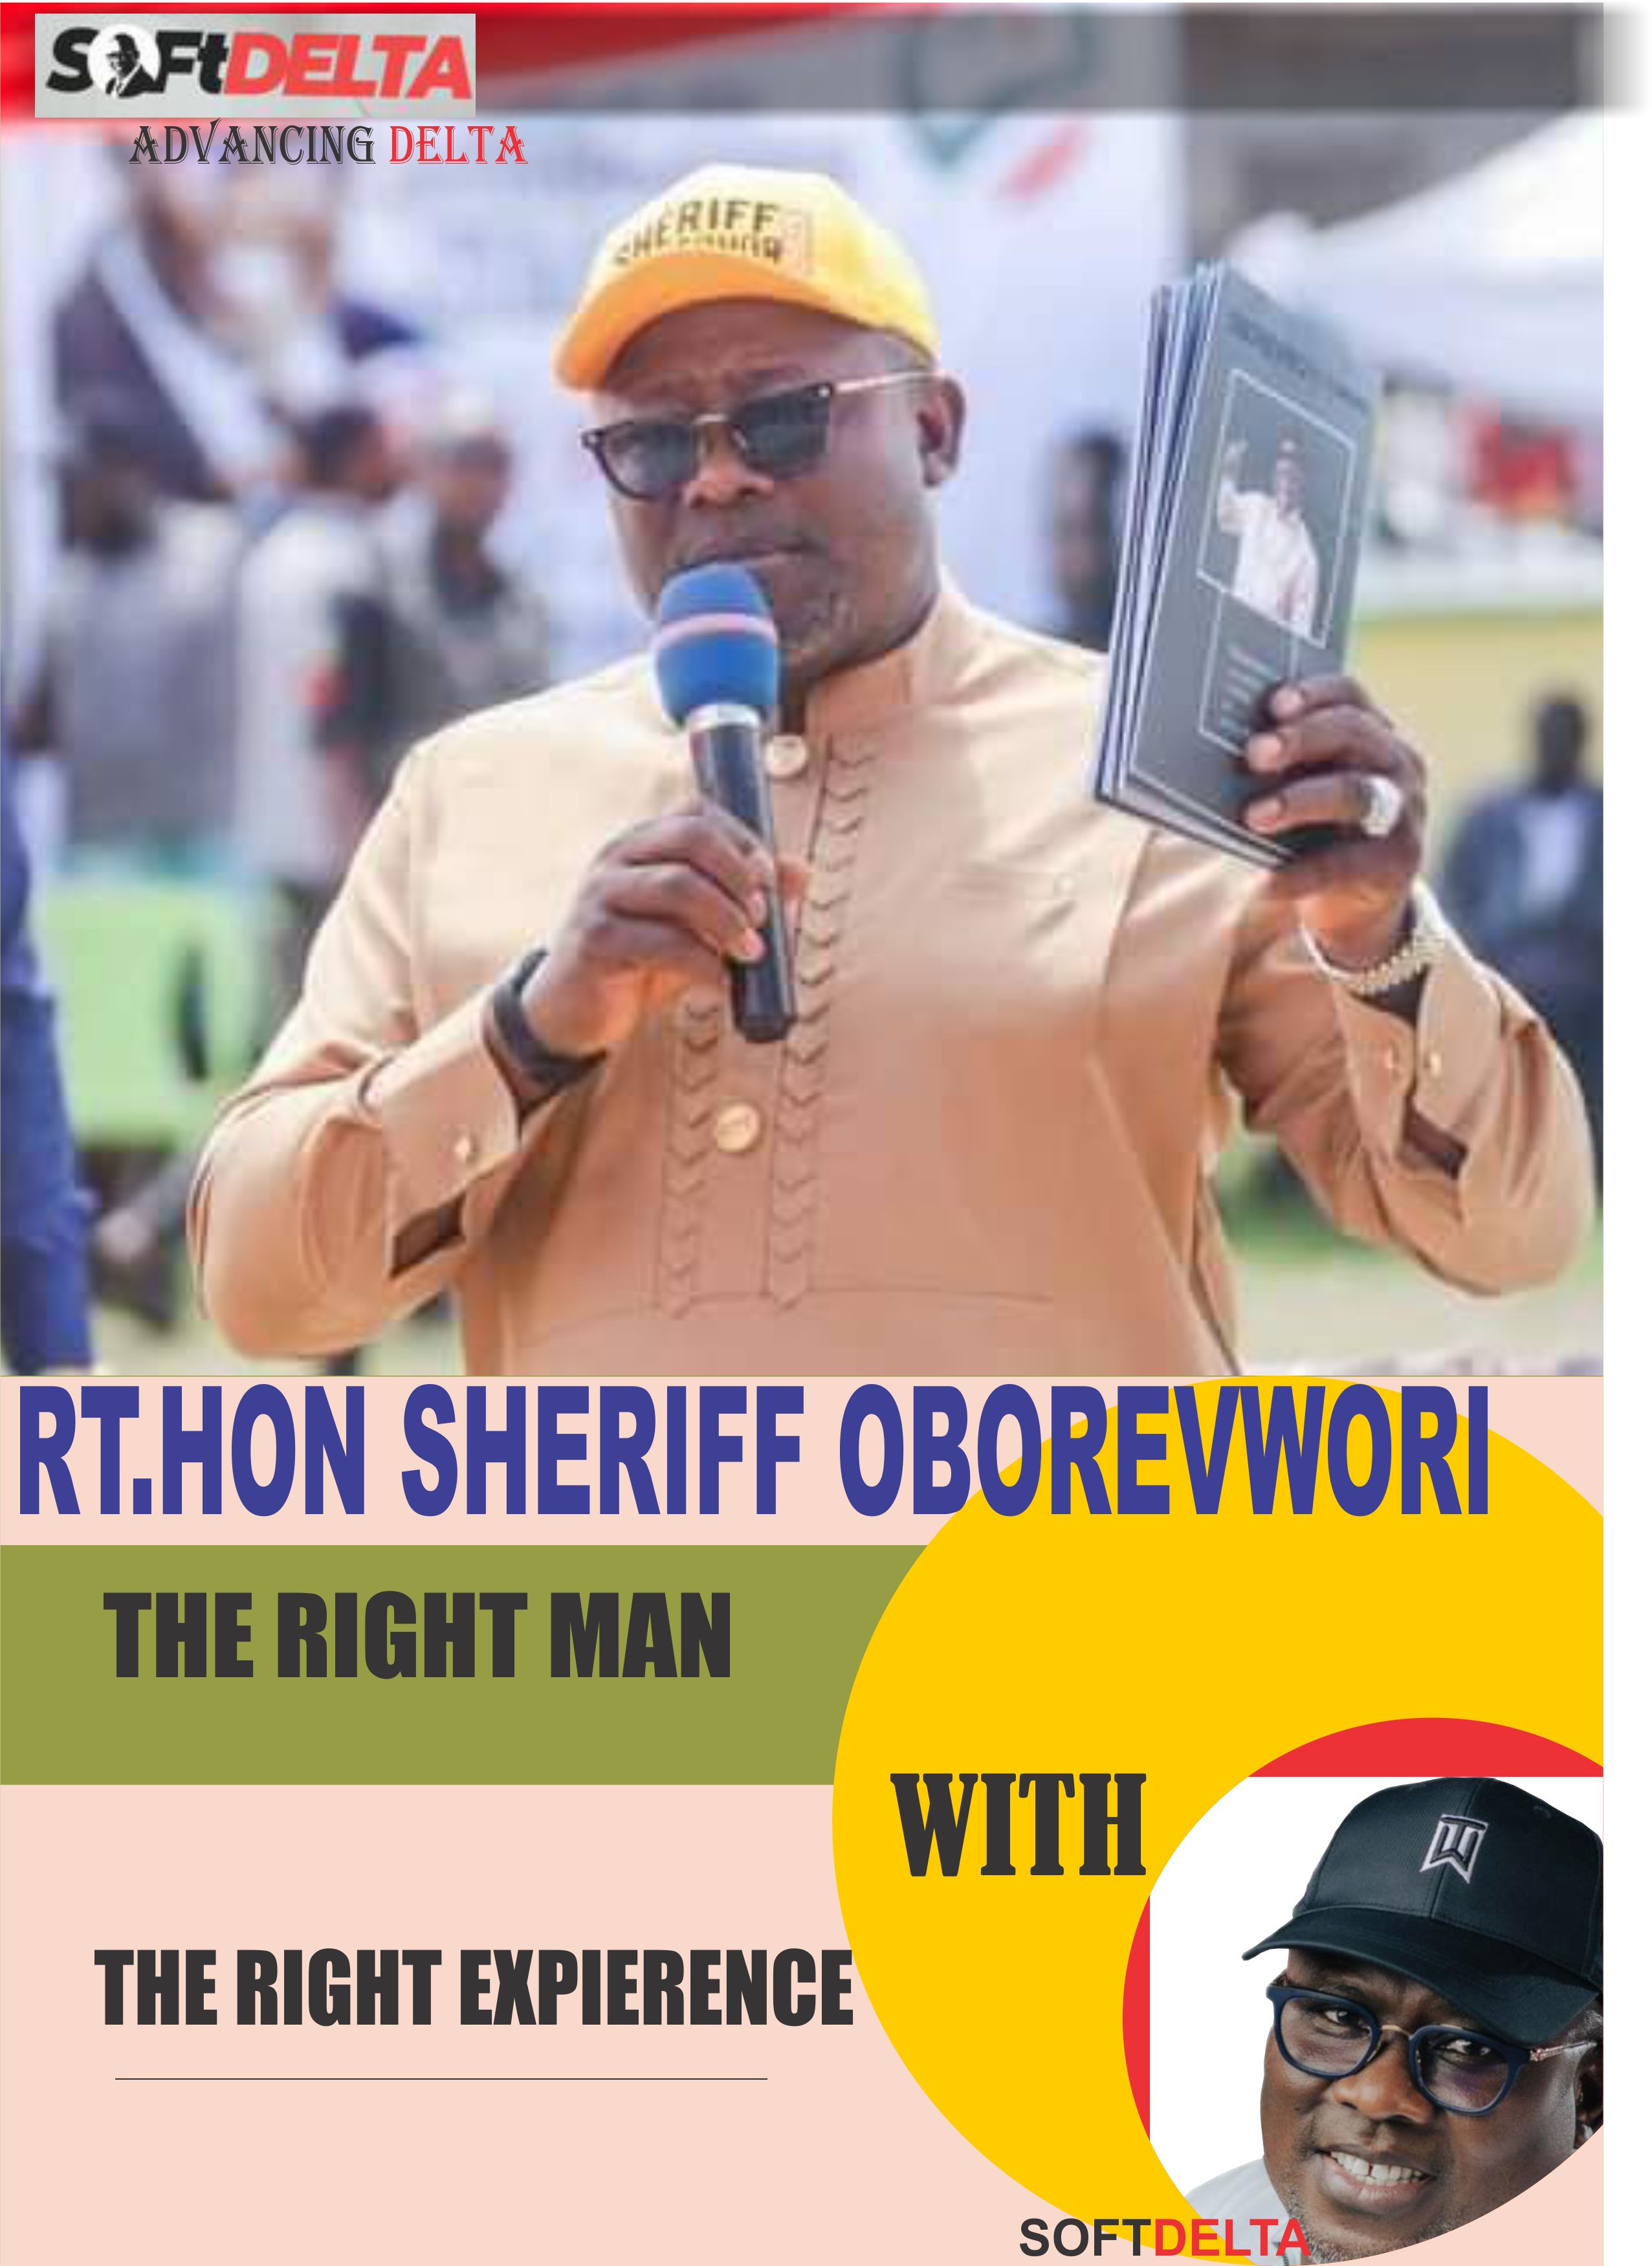 SOFtDELTA
ADVANCING DELTA
SHERIFF
RT.HON SHERIFF OBOREVWORI
THE RIGHT MAN
WITH
THE RIGHT EXPIERENCE
SOFTDELTA